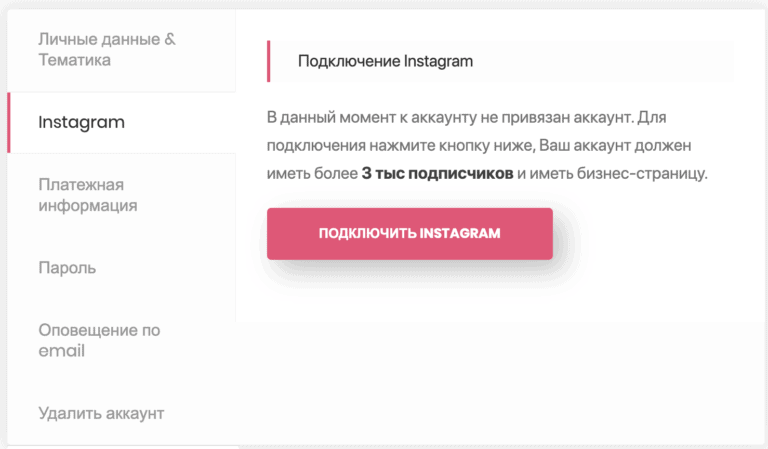 Личные данные &
Тематика
Instagram
Платежная
информация
Пароль
Оповещение по
email
Удалить аккаунт
Подключение Instagram
В данный момент к аккаунту не привязан аккаунт. Для
подключения нажмите кнопку ниже, Ваш аккаунт должен
иметь более 3 тыс подписчиков и иметь бизнес-страницу.
ПОДКЛЮЧИТЬ INSTAGRAM